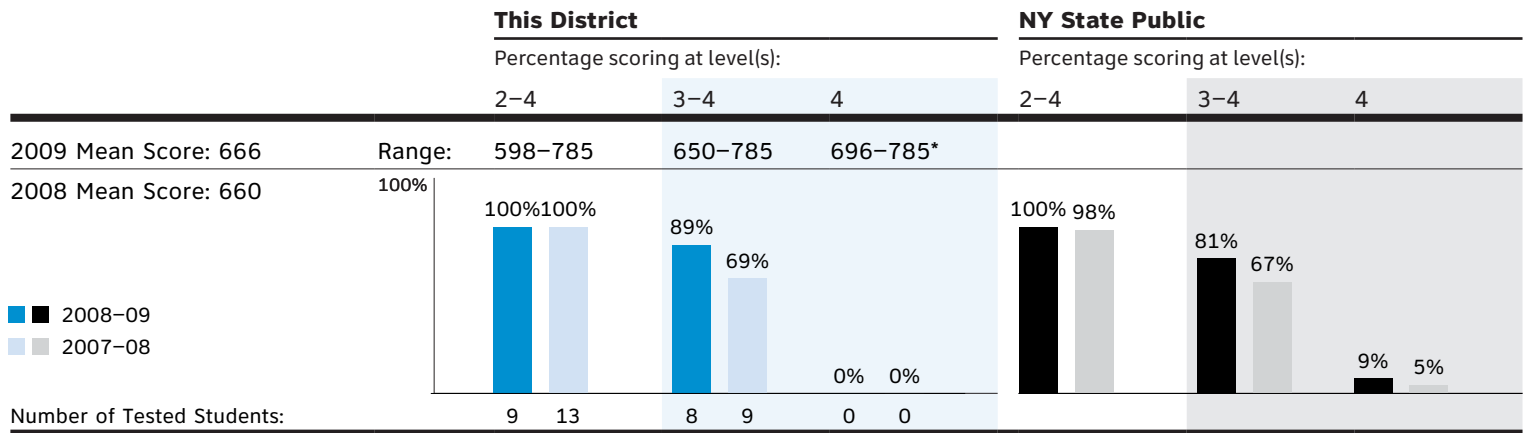 This District NY State Public
Percentage scoring at level(s): Percentage scoring at level(s):
2–4 3–4 4 2–4 3–4 4
2009 Mean Score: 666 Range: 598–785 650–785 696–785*
2008 Mean Score: 660 100%
100% 100% 89% 69% 0% 0% 100% 98% 81% 67% 9% 5%
2008–09
2007–08
Number of Tested Students: 9 13 8 9 0 0